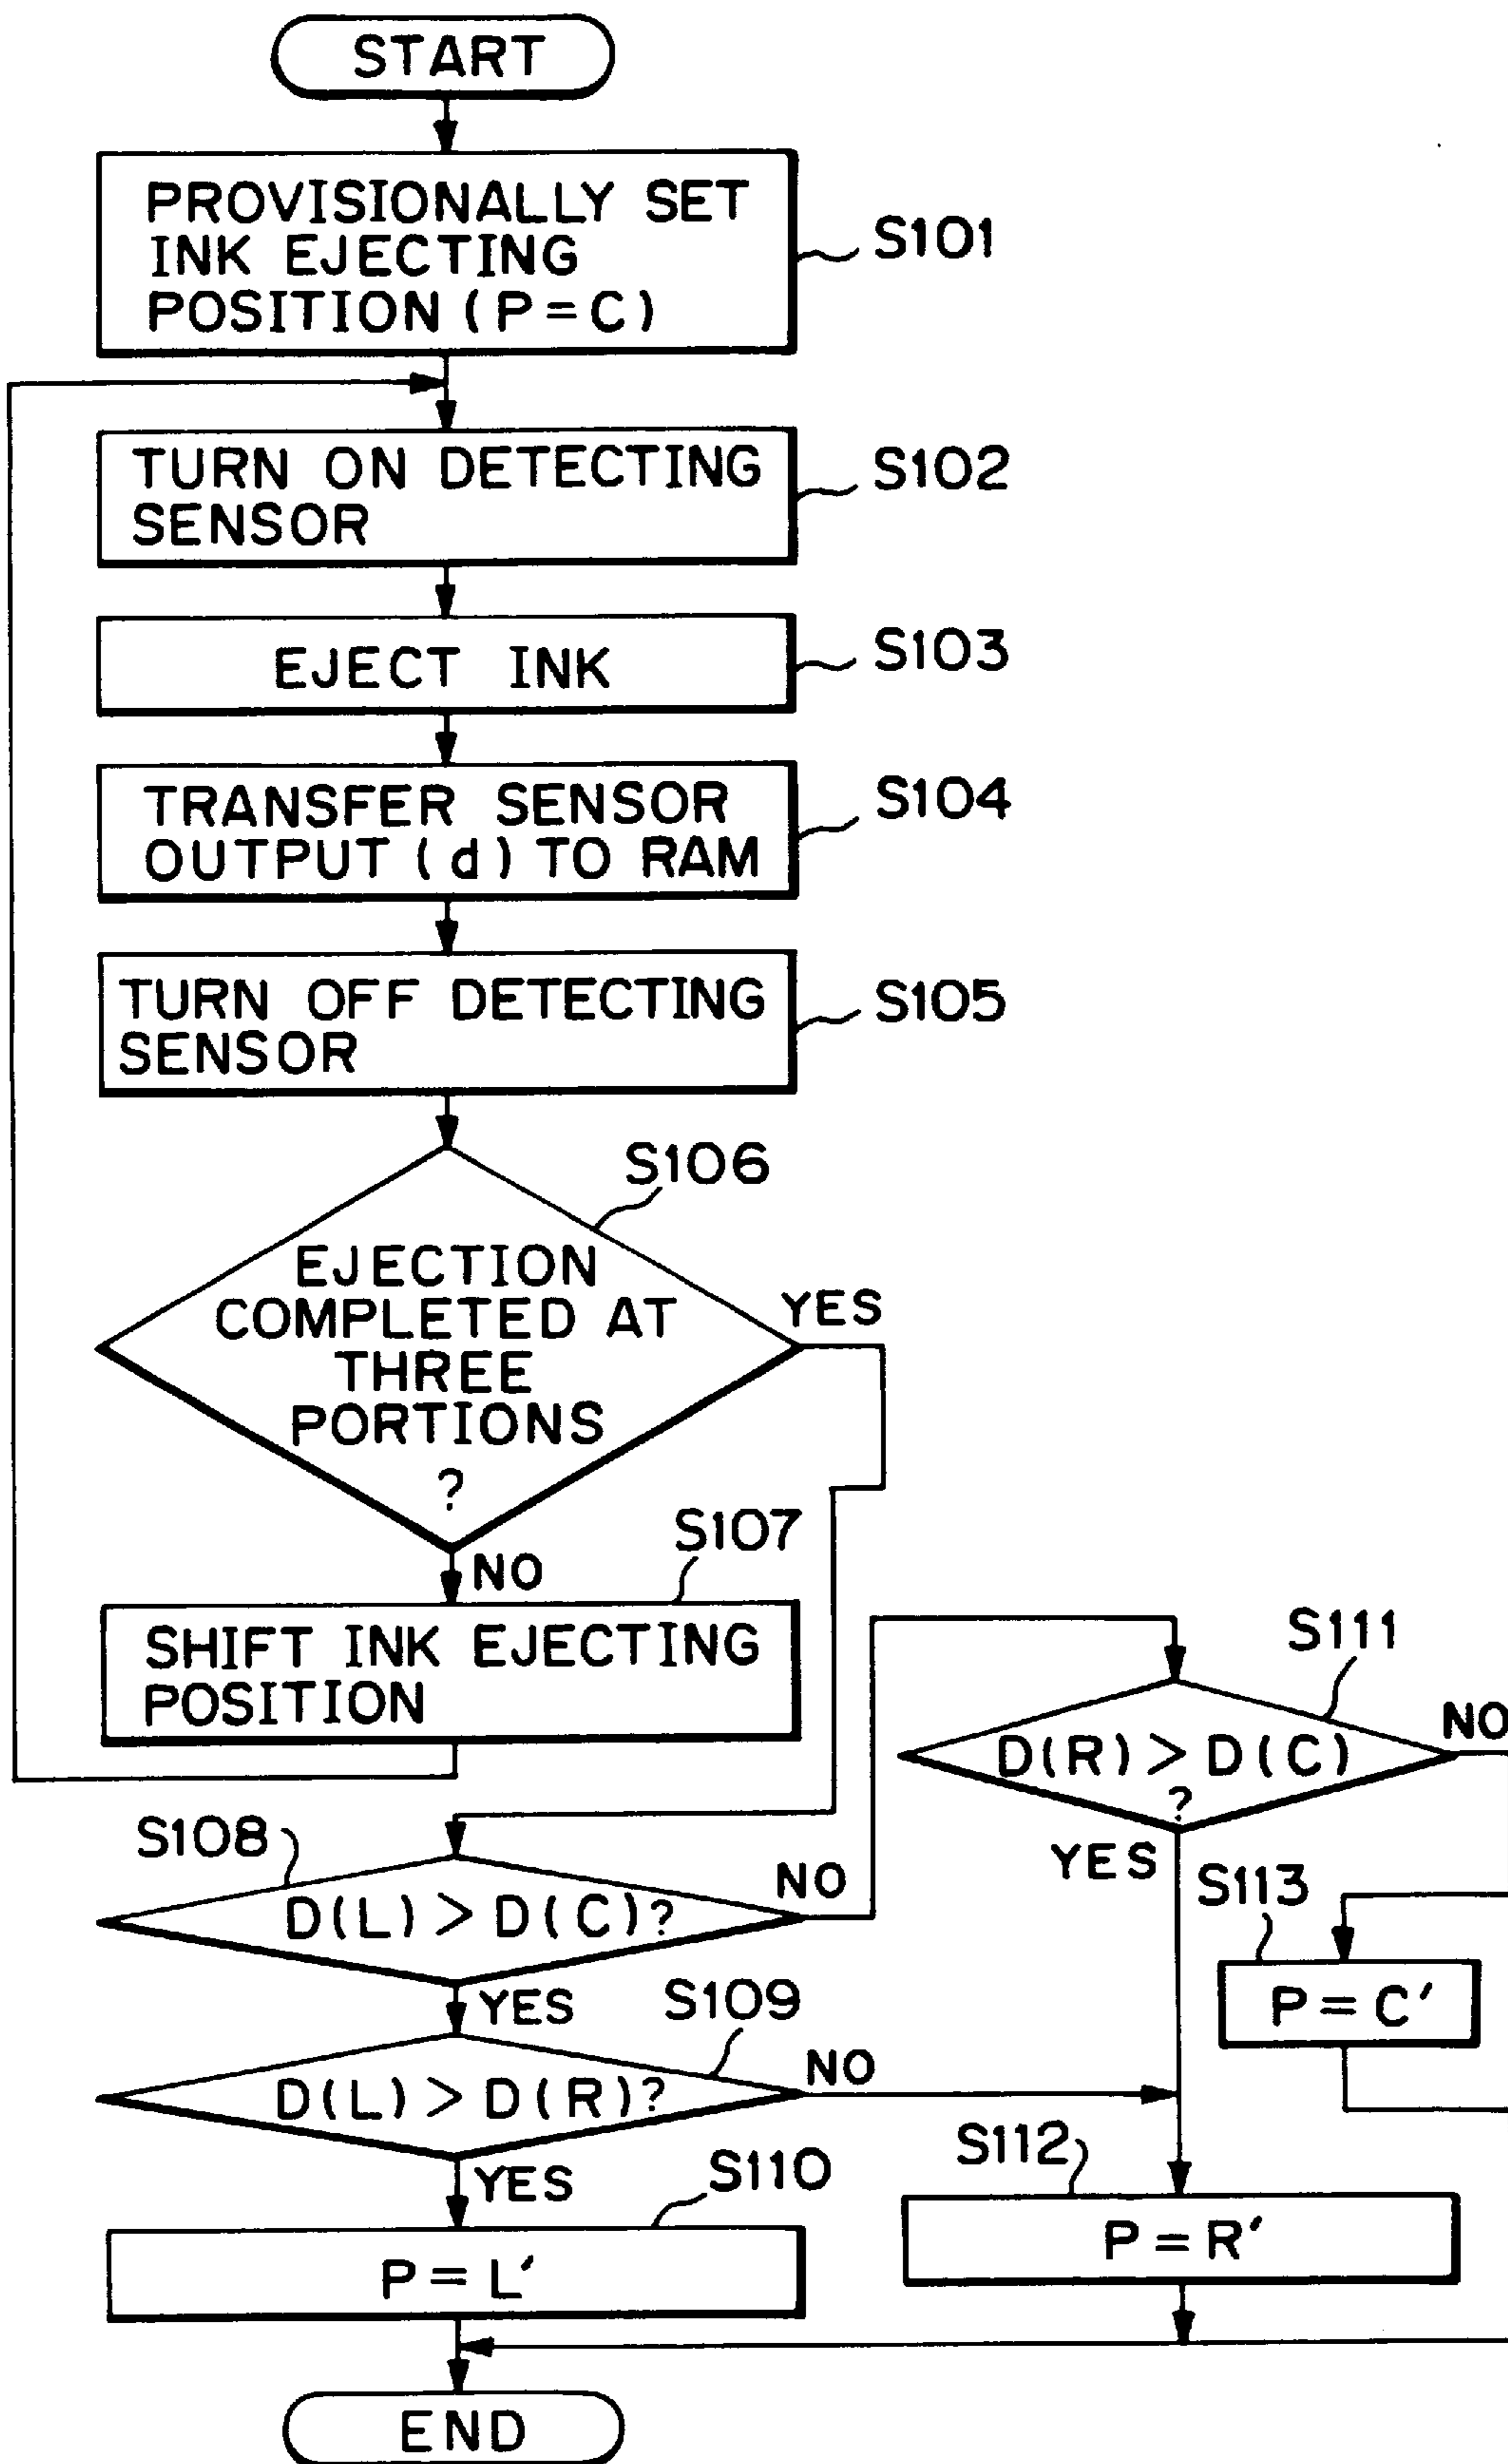 START
PROVISIONALLY SET
INK EJECTING
POSITION (P=C)
S101
TURN ON DETECTING
SENSOR
S102
EJECT INK
S103
TRANSFER SENSOR
OUTPUT (d) TO RAM
S104
TURN OFF DETECTING
SENSOR
S105
S106
EJECTION
COMPLETED AT
THREE
PORTIONS
?
YES
NO
S107
SHIFT INK EJECTING
POSITION
S108
D(L) > D(C)?
NO
YES
S109
D(L) > D(R)?
NO
YES
S110
P = L′
S111
D(R) > D(C)
?
NO
YES
S113
P = C′
S112
P = R′
END